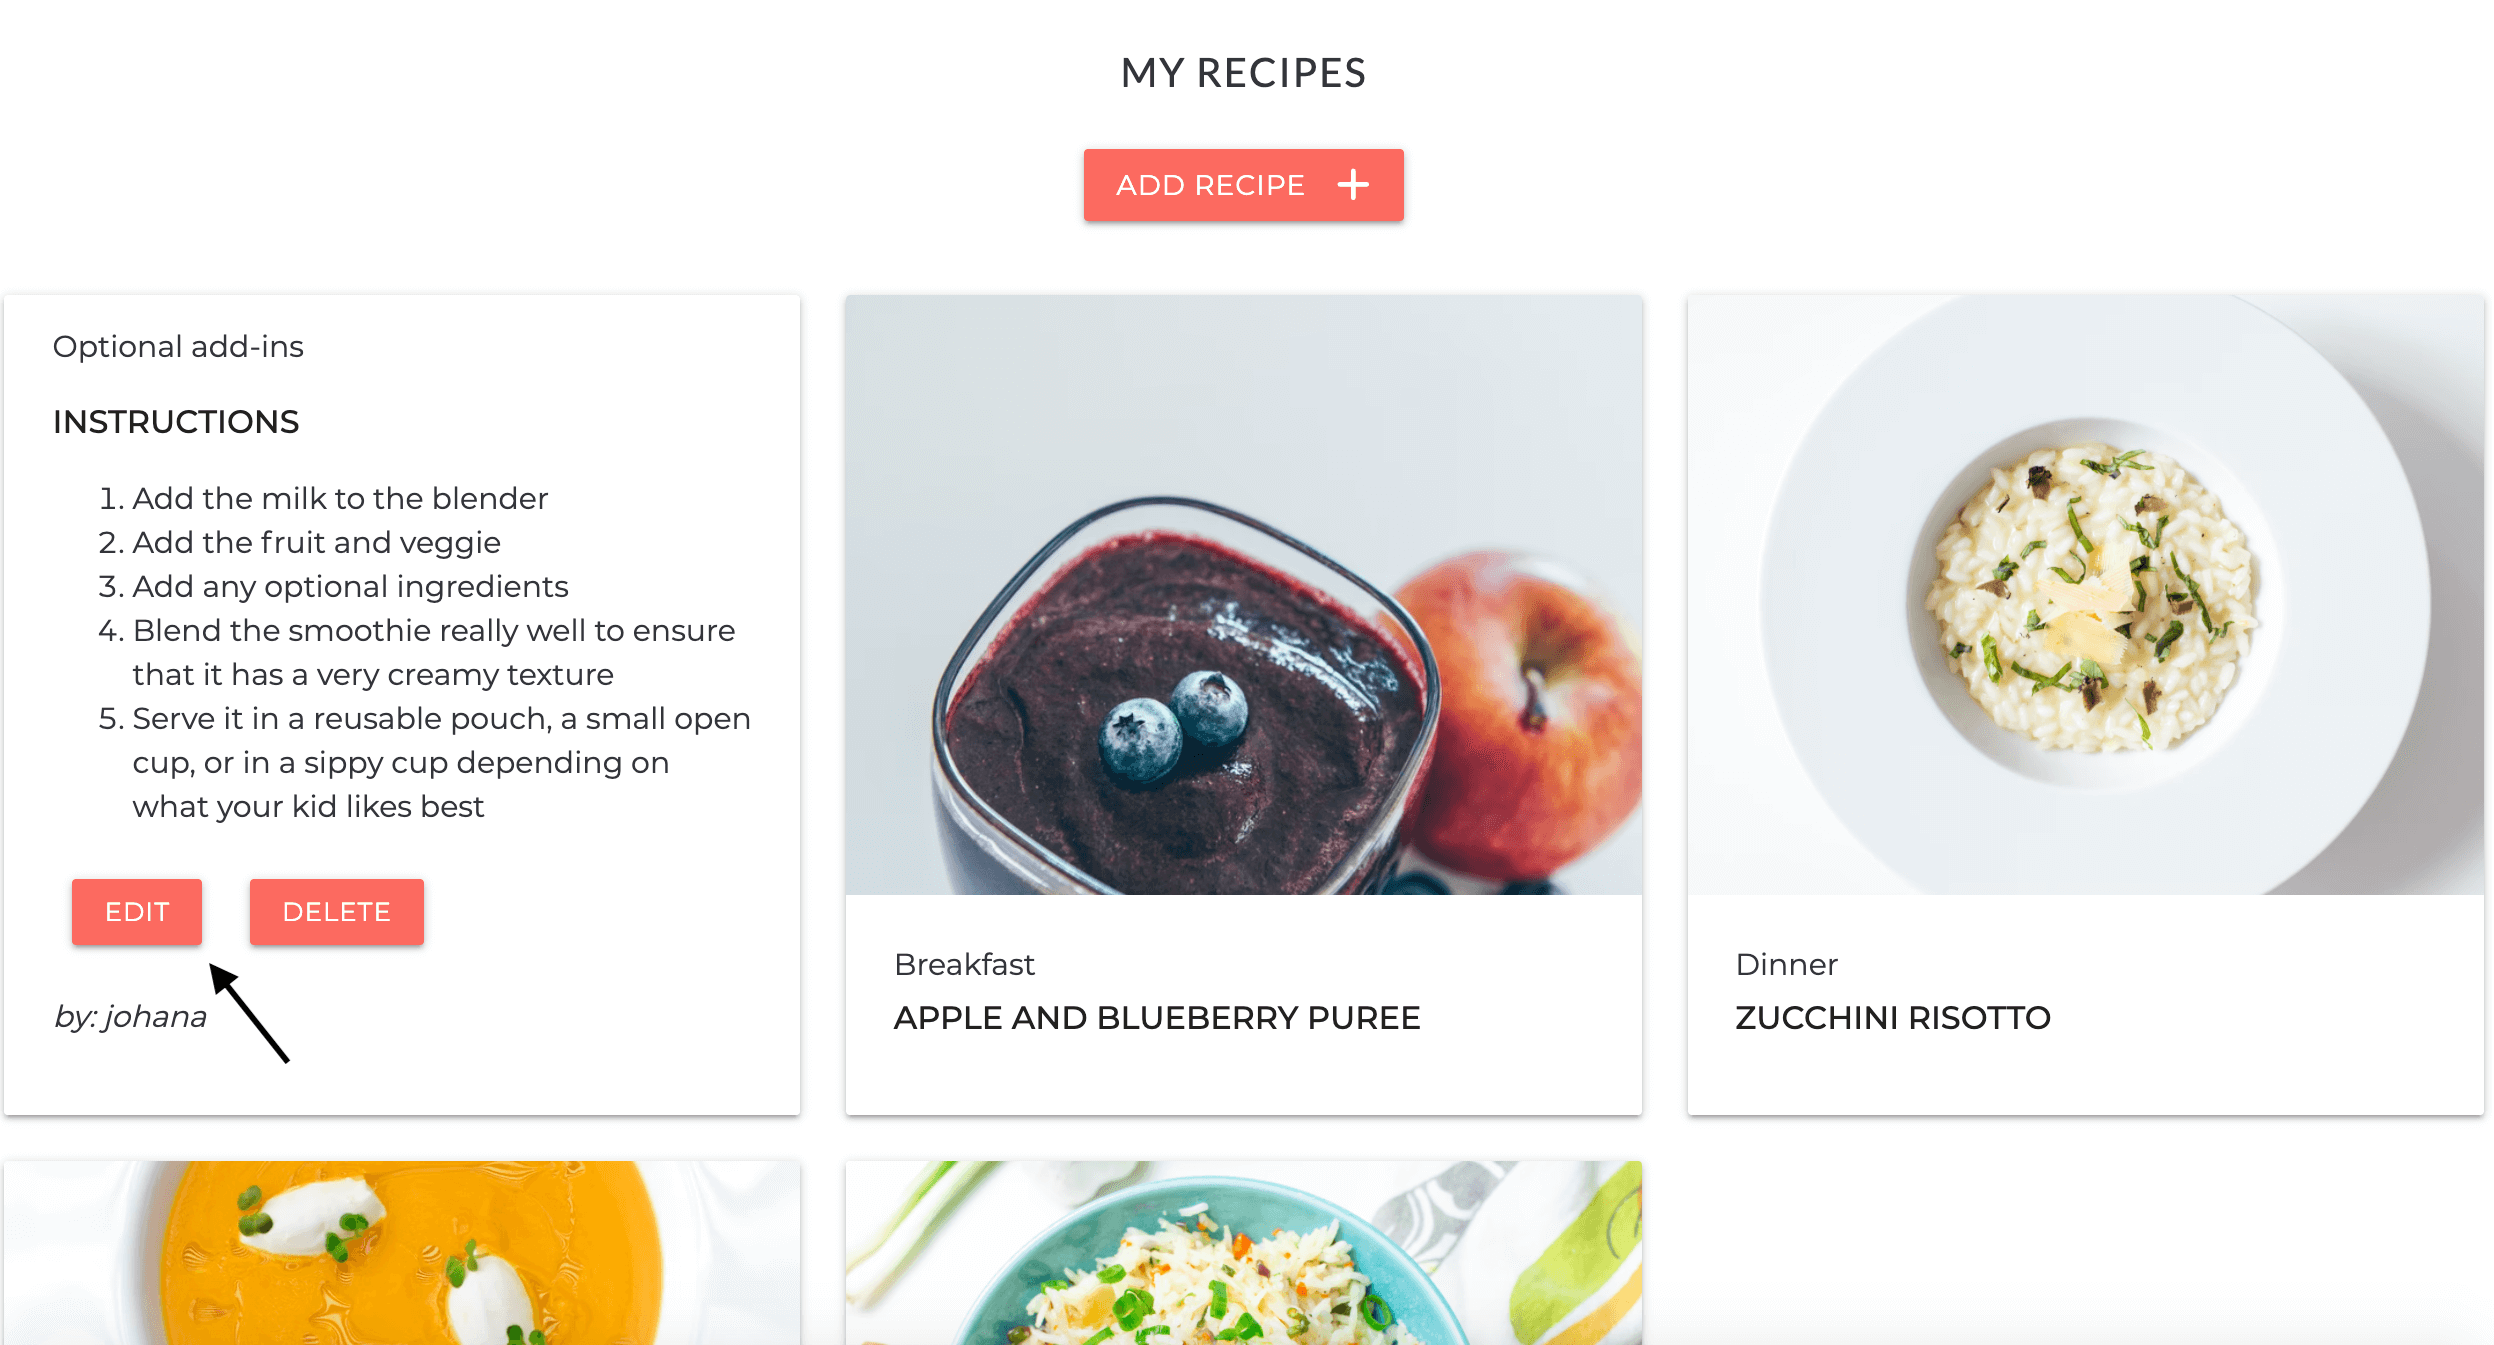 MY RECIPES
ADD RECIPE +
Optional add-ins
INSTRUCTIONS
1. Add the milk to the blender
2. Add the fruit and veggie
3. Add any optional ingredients
4. Blend the smoothie really well to ensure
that it has a very creamy texture
5. Serve it in a reusable pouch, a small open
cup, or in a sippy cup depending on
what your kid likes best
EDIT DELETE
by: johana
Breakfast
APPLE AND BLUEBERRY PUREE
Dinner
ZUCCHINI RISOTTO